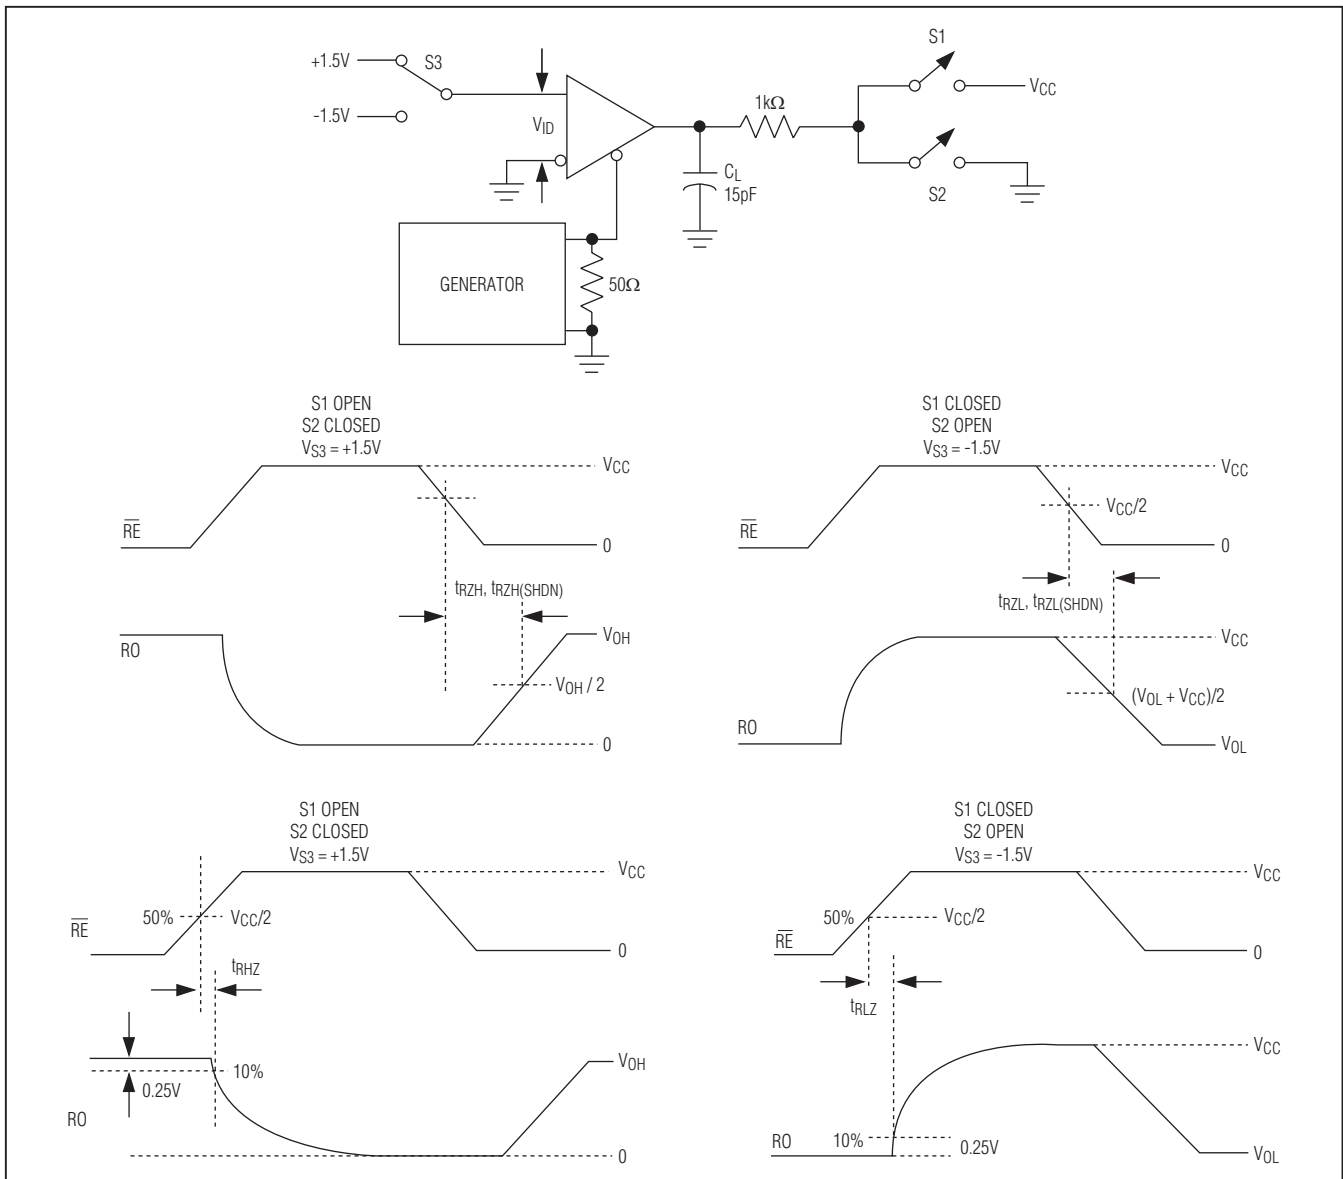 +1.5V
S3
-1.5V
VID
1kΩ
S1
VCC
S2
CL
15pF
GENERATOR
50Ω
S1 OPEN
S2 CLOSED
VS3 = +1.5V
VCC
RE
0
tRZH, tRZH(SHDN)
RO
VOH
VOH / 2
0
S1 CLOSED
S2 OPEN
VS3 = -1.5V
VCC
VCC/2
RE
0
tRZL, tRZL(SHDN)
VCC
(VOL + VCC)/2
RO
VOL
S1 OPEN
S2 CLOSED
VS3 = +1.5V
VCC
50%
VCC/2
RE
0
tRHZ
VOH
10%
0.25V
RO
0
S1 CLOSED
S2 OPEN
VS3 = -1.5V
VCC
50%
VCC/2
RE
0
tRLZ
VCC
RO
10%
0.25V
VOL